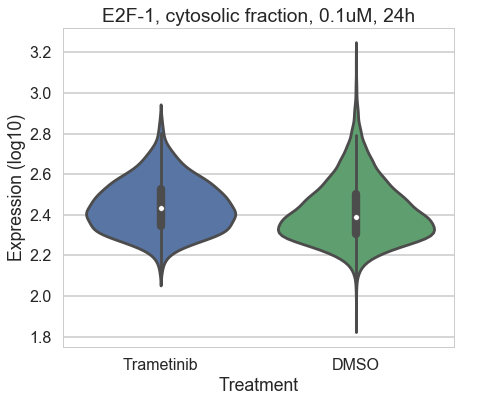 E2F-1, cytosolic fraction, 0.1uM, 24h
Expression (log10)
3.2
3.0
2.8
2.6
2.4
2.2
2.0
1.8
Trametinib DMSO
Treatment